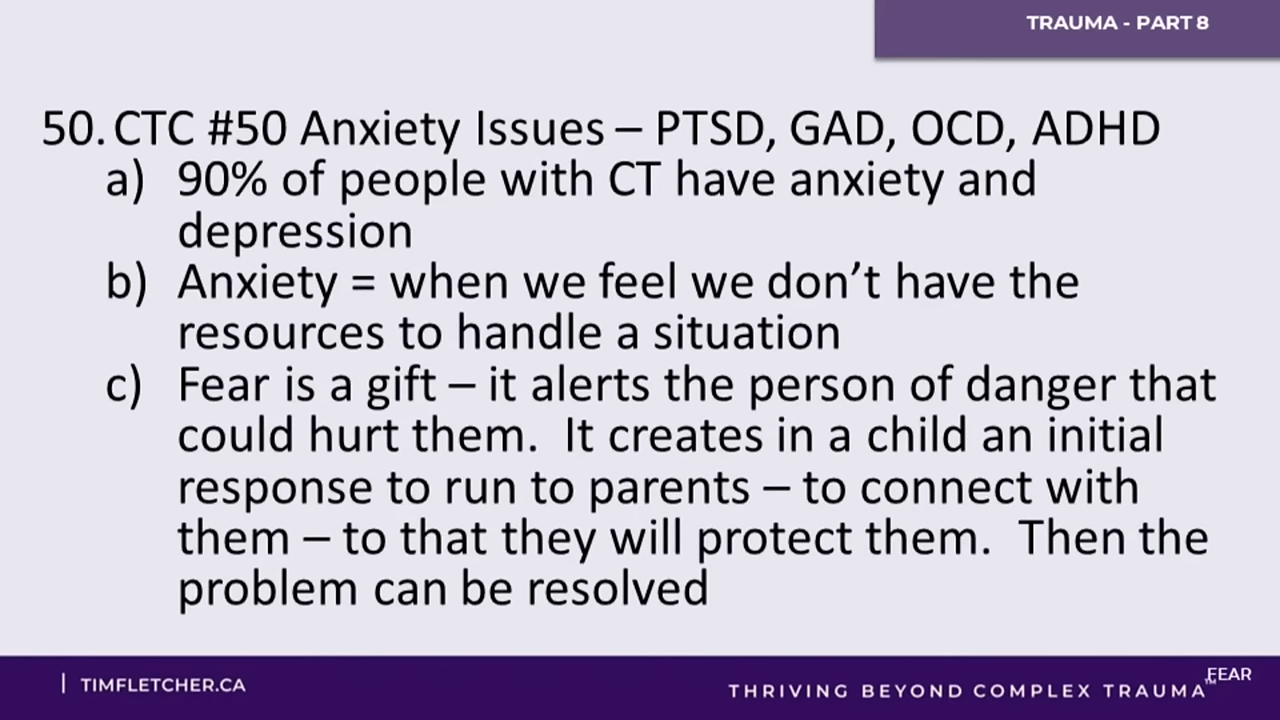 TRAUMA - PART 8
50. CTC #50 Anxiety Issues – PTSD, GAD, OCD, ADHD
a) 90% of people with CT have anxiety and
depression
b) Anxiety = when we feel we don’t have the
resources to handle a situation
c) Fear is a gift – it alerts the person of danger that
could hurt them.  It creates in a child an initial
response to run to parents – to connect with
them – to that they will protect them.  Then the
problem can be resolved
| TIMFLETCHER.CA
THRIVING BEYOND COMPLEX TRAUMA™
FEAR